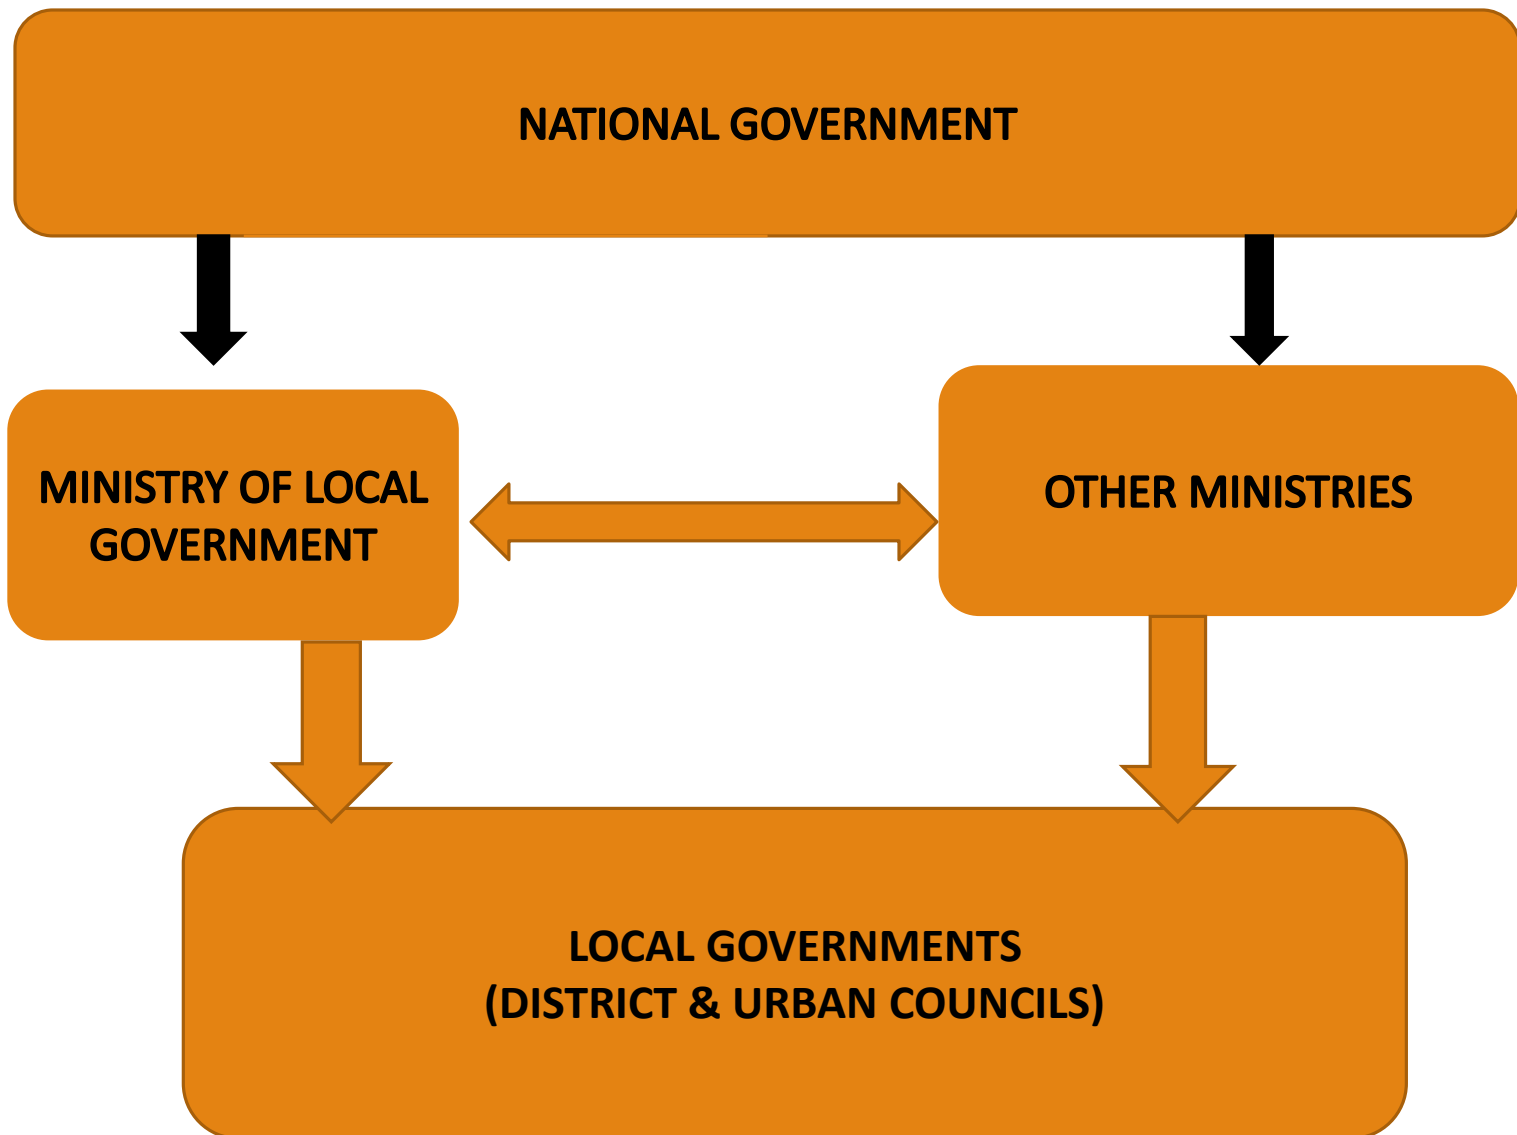 NATIONAL GOVERNMENT
MINISTRY OF LOCAL
GOVERNMENT
OTHER MINISTRIES
LOCAL GOVERNMENTS
(DISTRICT & URBAN COUNCILS)